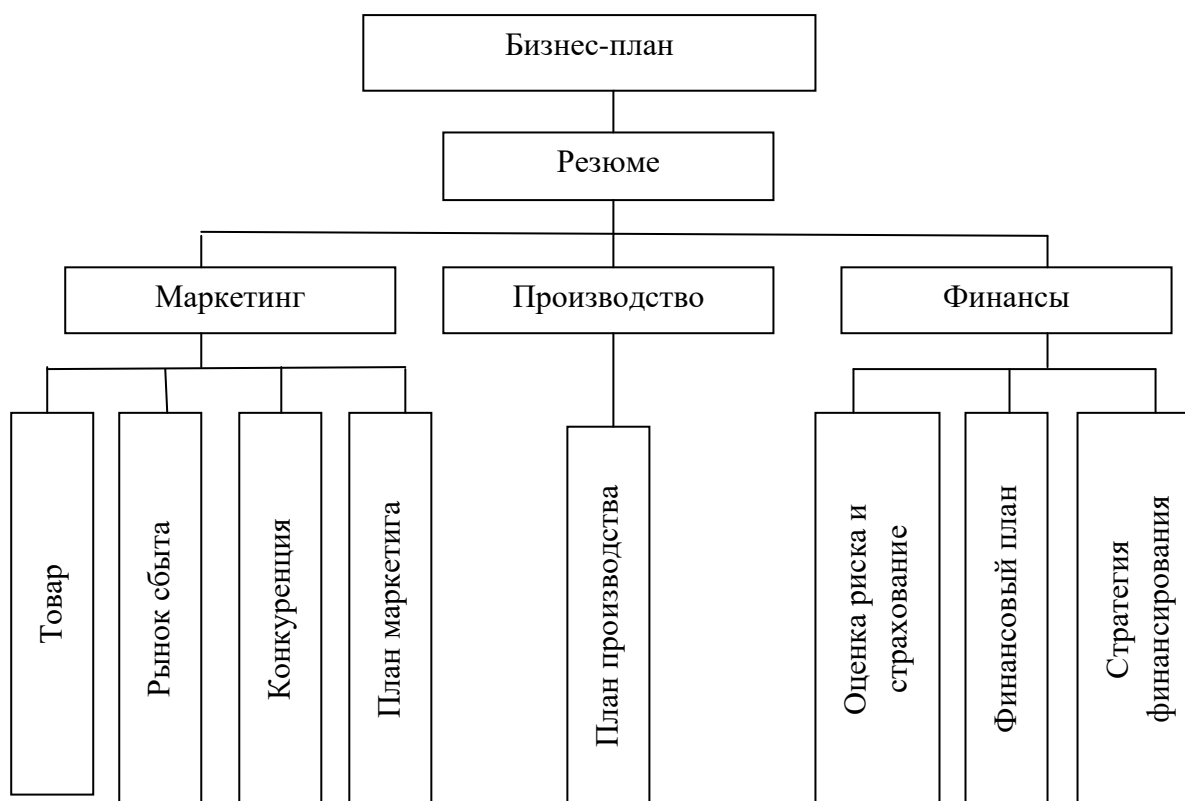 Бизнес-план
Резюме
Маркетинг
Производство
Финансы
Товар
Рынок сбыта
Конкуренция
План маркетига
План производства
Оценка риска и
страхование
Финансовый план
Стратегия
финансирования